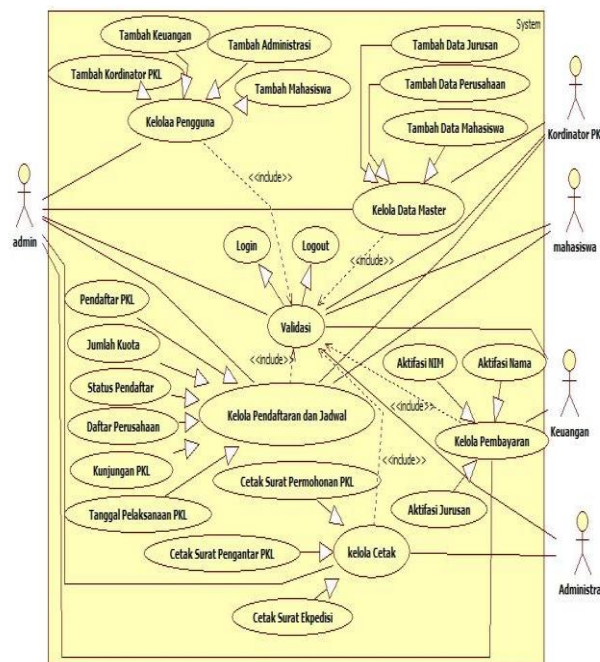 System
Tambah Keuangan
Tambah Administrasi
Tambah Kordinator PKL
Tambah Mahasiswa
Kelolaa Pengguna
Tambah Data Jurusan
Tambah Data Perusahaan
Tambah Data Mahasiswa
Kordinator PK
<<include>>
Kelola Data Master
admin
Login
Logout
<<include>>
mahasiswa
Pendaftar PKL
Validasi
Jumlah Kuota
<<include>>
Aktifasi NIM
Aktifasi Nama
Status Pendaftar
Kelola Pendaftaran dan Jadwal
<<include>>
Daftar Perusahaan
Kelola Pembayaran
Keuangan
Kunjungan PKL
<<include>>
Cetak Surat Permohonan PKL
Tanggal Pelaksanaan PKL
Aktifasi Jurusan
Cetak Surat Pengantar PKL
kelola Cetak
Administra
Cetak Surat Ekpedisi